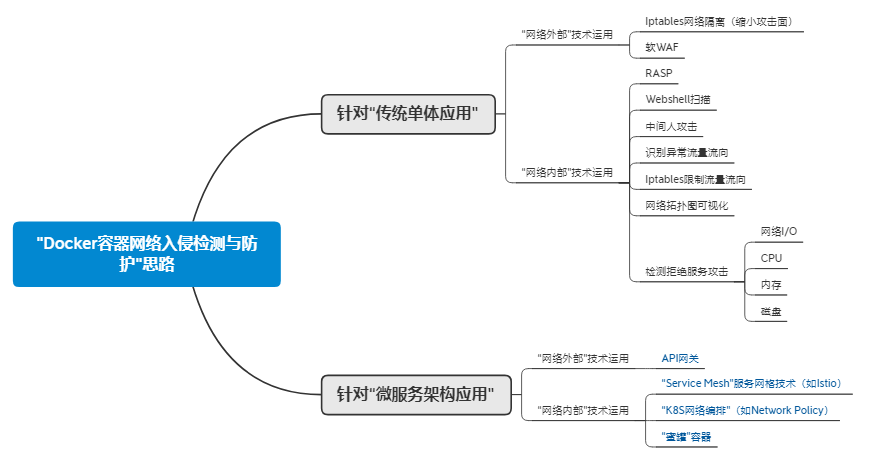 "Docker容器网络入侵检测与防
护"思路
针对"传统单体应用"
"网络外部"技术运用
Iptables网络隔离（缩小攻击面）
软WAF
"网络内部"技术运用
RASP
Webshell扫描
中间人攻击
识别异常流量流向
Iptables限制流量流向
网络拓扑图可视化
检测拒绝服务攻击
网络I/O
CPU
内存
磁盘
针对"微服务架构应用"
"网络外部"技术运用
API网关
"网络内部"技术运用
"Service Mesh"服务网格技术（如Istio）
"K8S网络编排"（如Network Policy）
"蜜罐"容器